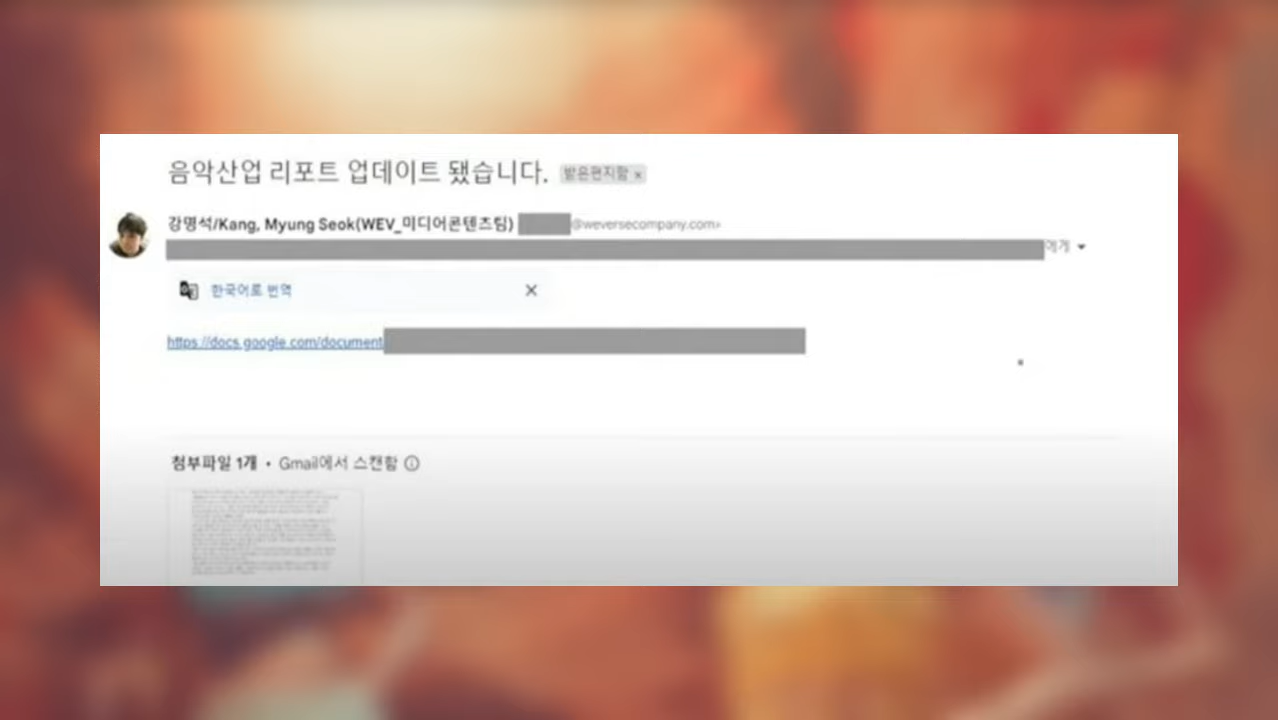 음악산업 리포트 업데이트 됐습니다. 받은편지함 x
강명석/Kang, Myung Seok(WEV_미디어콘텐츠팀) @weversecompany.com>
에게
한국어로 번역
https://docs.google.com/document
첨부파일 1개 • Gmail에서 스캔함